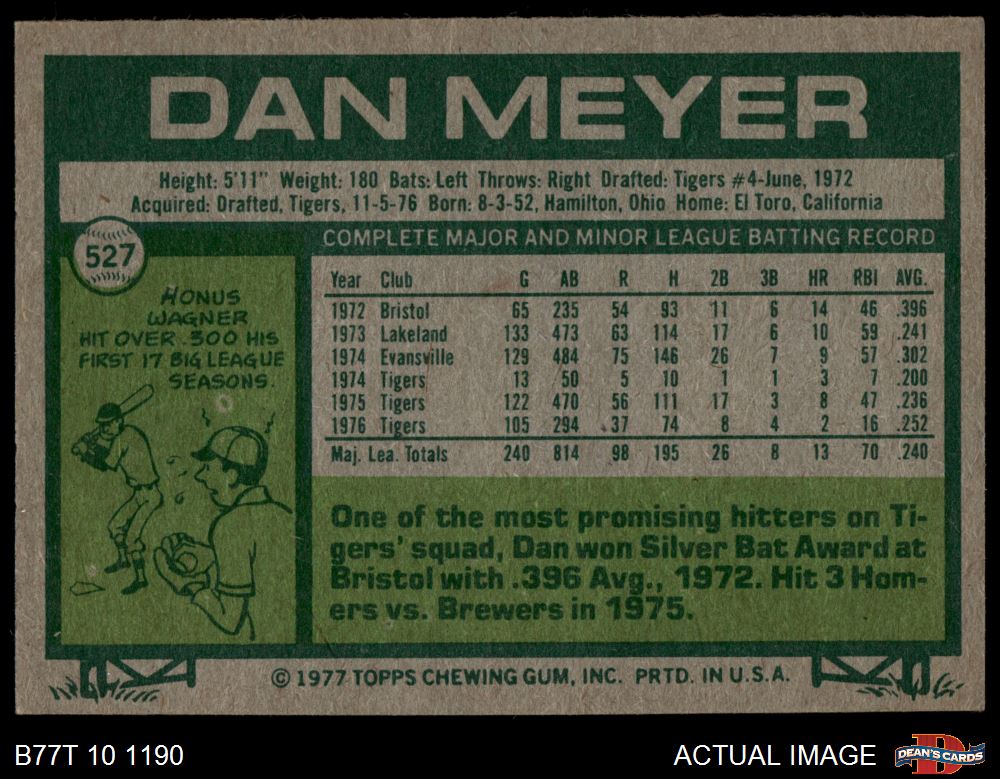 DAN MEYER
Height: 5'11" Weight: 180 Bats: Left Throws: Right Drafted: Tigers #4-June, 1972
Acquired: Drafted, Tigers, 11-5-76 Born: 8-3-52, Hamilton, Ohio Home: El Toro, California
527
HONUS
WAGNER
HIT OVER .300 HIS
FIRST 17 BIG LEAGUE
SEASONS.
COMPLETE MAJOR AND MINOR LEAGUE BATTING RECORD
Year Club G AB R H 2B 3B HR RBI AVG.
1972 Bristol 65 235 54 93 11 6 14 46 .396
1973 Lakeland 133 473 63 114 17 6 10 59 .241
1974 Evansville 129 484 75 146 26 7 9 57 .302
1974 Tigers 13 50 5 10 1 1 3 7 .200
1975 Tigers 122 470 56 111 17 3 8 47 .236
1976 Tigers 105 294 37 74 8 4 2 16 .252
Maj. Lea. Totals 240 814 98 195 26 8 13 70 .240
One of the most promising hitters on Ti-
gers' squad, Dan won Silver Bat Award at
Bristol with .396 Avg., 1972. Hit 3 Hom-
ers vs. Brewers in 1975.
© 1977 TOPPS CHEWING GUM, INC. PRTD. IN U.S.A.
B77T 10 1190
ACTUAL IMAGE
D
DEAN'S CARDS